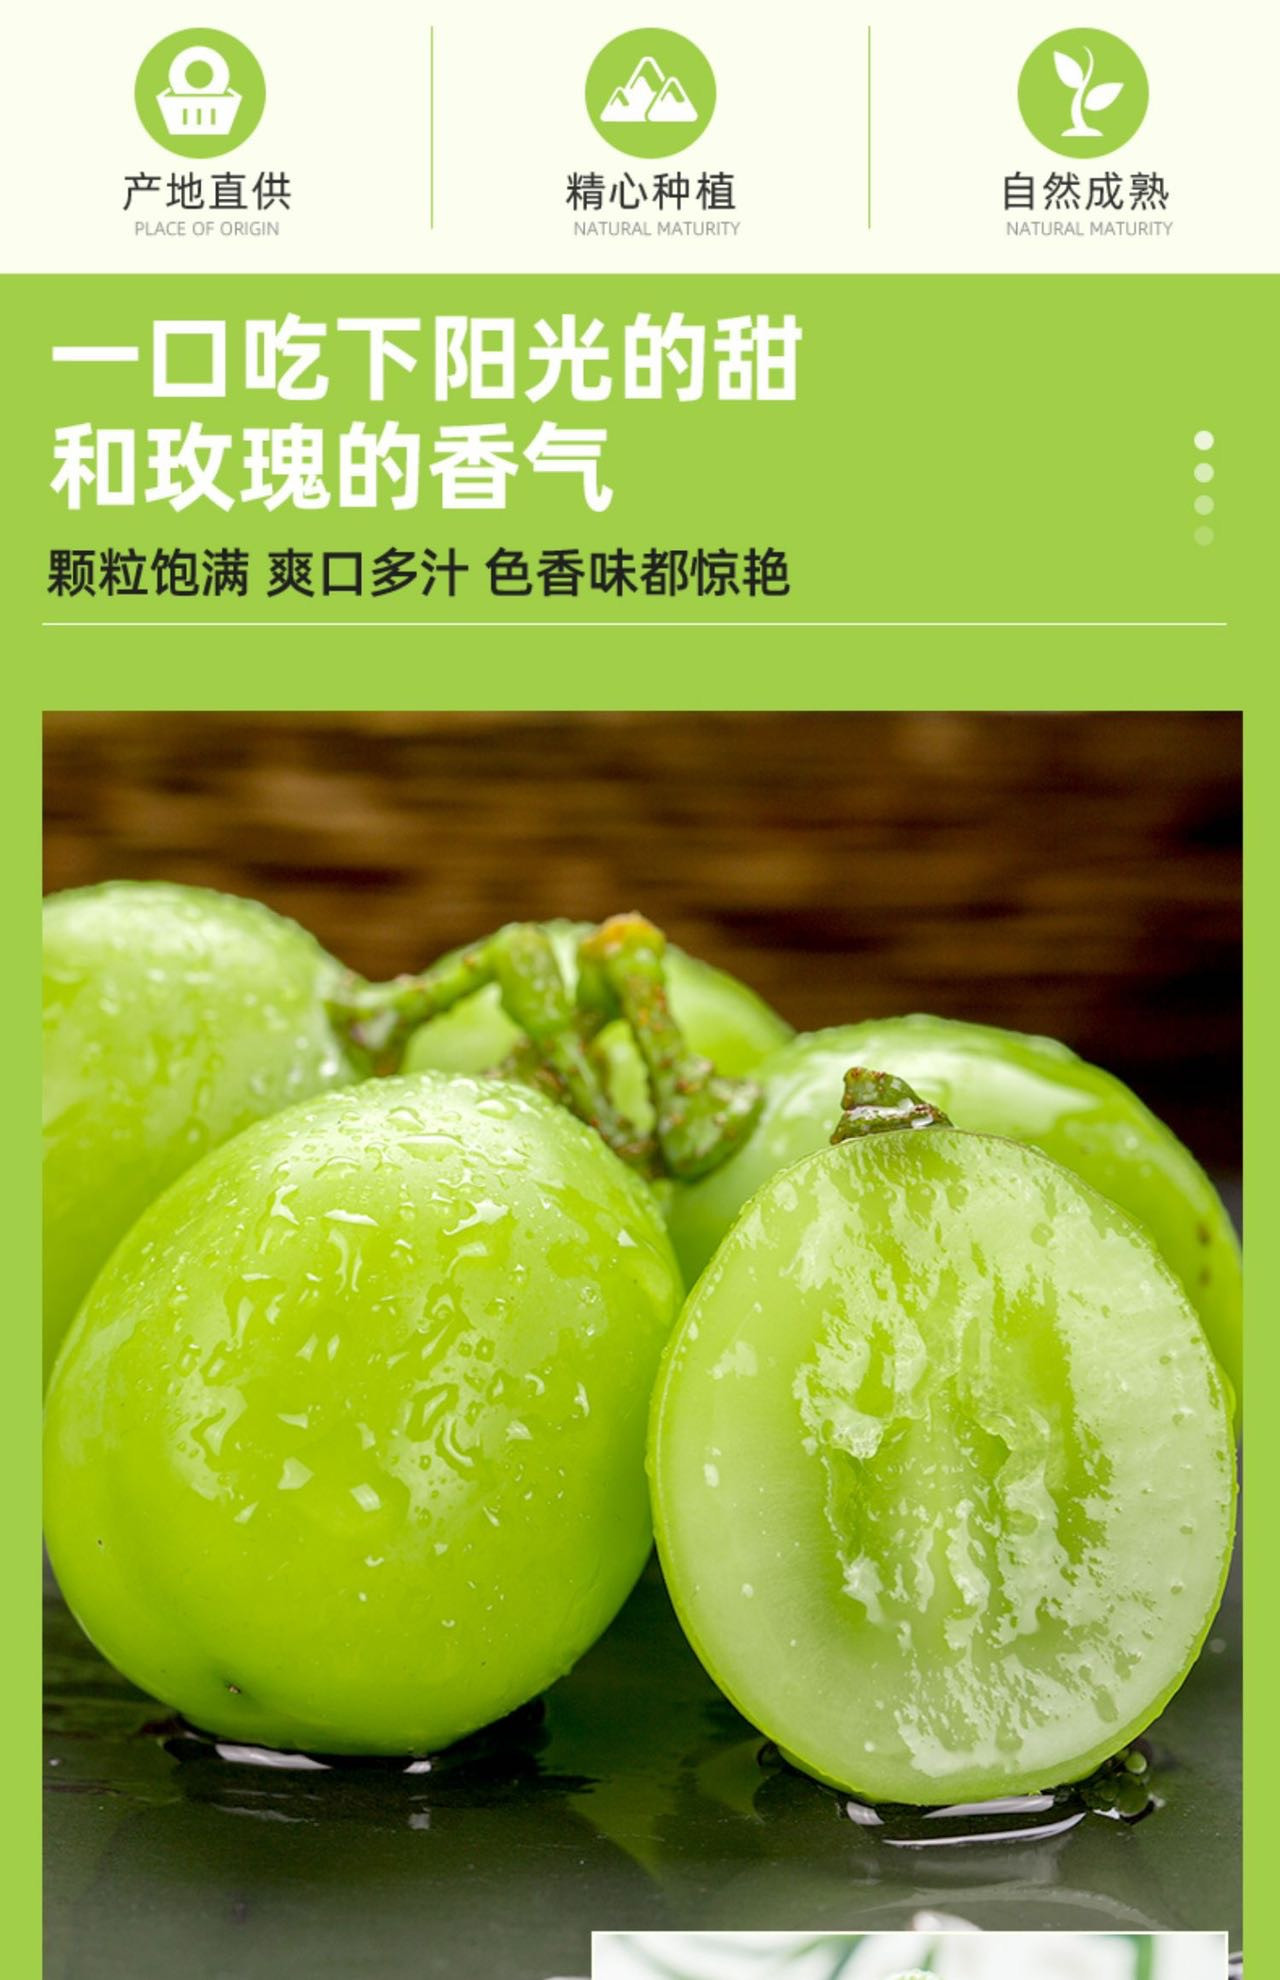 产地直供
PLACE OF ORIGIN
精心种植
NATURAL MATURITY
自然成熟
NATURAL MATURITY
一口吃下阳光的甜
和玫瑰的香气
颗粒饱满 爽口多汁 色香味都惊艳